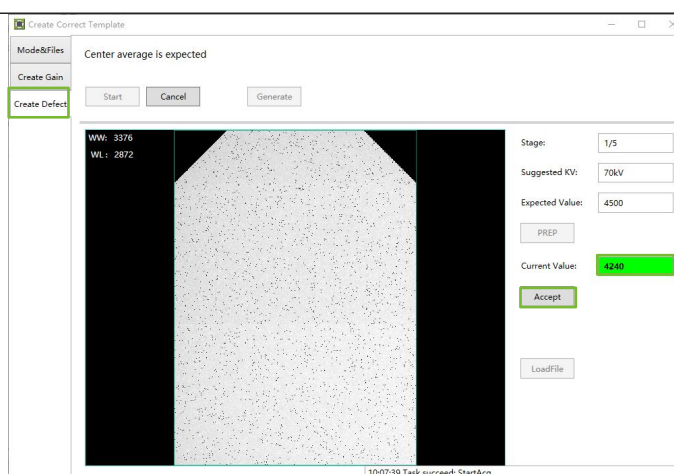 Create Correct Template
Mode&Files
Create Gain
Create Defect
Center average is expected
Start Cancel Generate
WW: 3376
WL: 2872
Stage: 1/5
Suggested KV: 70kV
Expected Value: 4500
PREP
Current Value: 4240
Accept
LoadFile
10:07:39 Task succeed: StartAcq